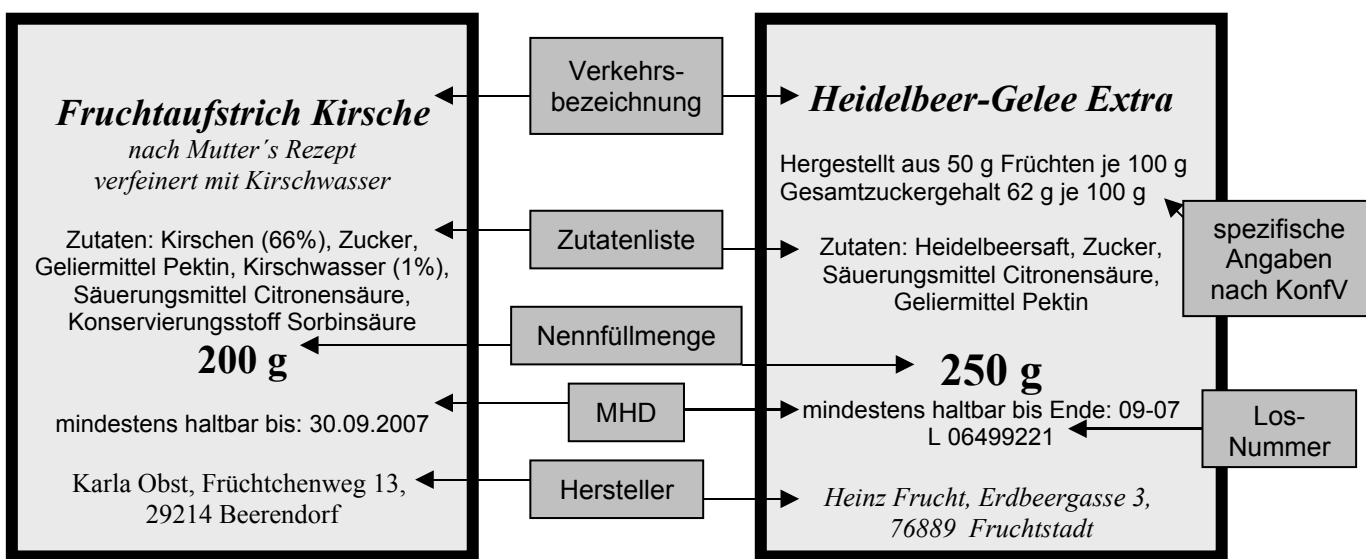 Fruchtaufstrich Kirsche
nach Mutter´s Rezept
verfeinert mit Kirschwasser
Zutaten: Kirschen (66%), Zucker,
Geliermittel Pektin, Kirschwasser (1%),
Säuerungsmittel Citronensäure,
Konservierungsstoff Sorbinsäure
200 g
mindestens haltbar bis: 30.09.2007
Karla Obst, Früchtchenweg 13,
29214 Beerendorf
Verkehrs-
bezeichnung
Zutatenliste
Nennfüllmenge
MHD
Hersteller
Heidelbeer-Gelee Extra
Hergestellt aus 50 g Früchten je 100 g
Gesamtzuckergehalt 62 g je 100 g
Zutaten: Heidelbeersaft, Zucker,
Säuerungsmittel Citronensäure,
Geliermittel Pektin
250 g
mindestens haltbar bis Ende: 09-07
L 06499221
Heinz Frucht, Erdbeergasse 3,
76889 Fruchtstadt
spezifische
Angaben
nach KonfV
Los-
Nummer